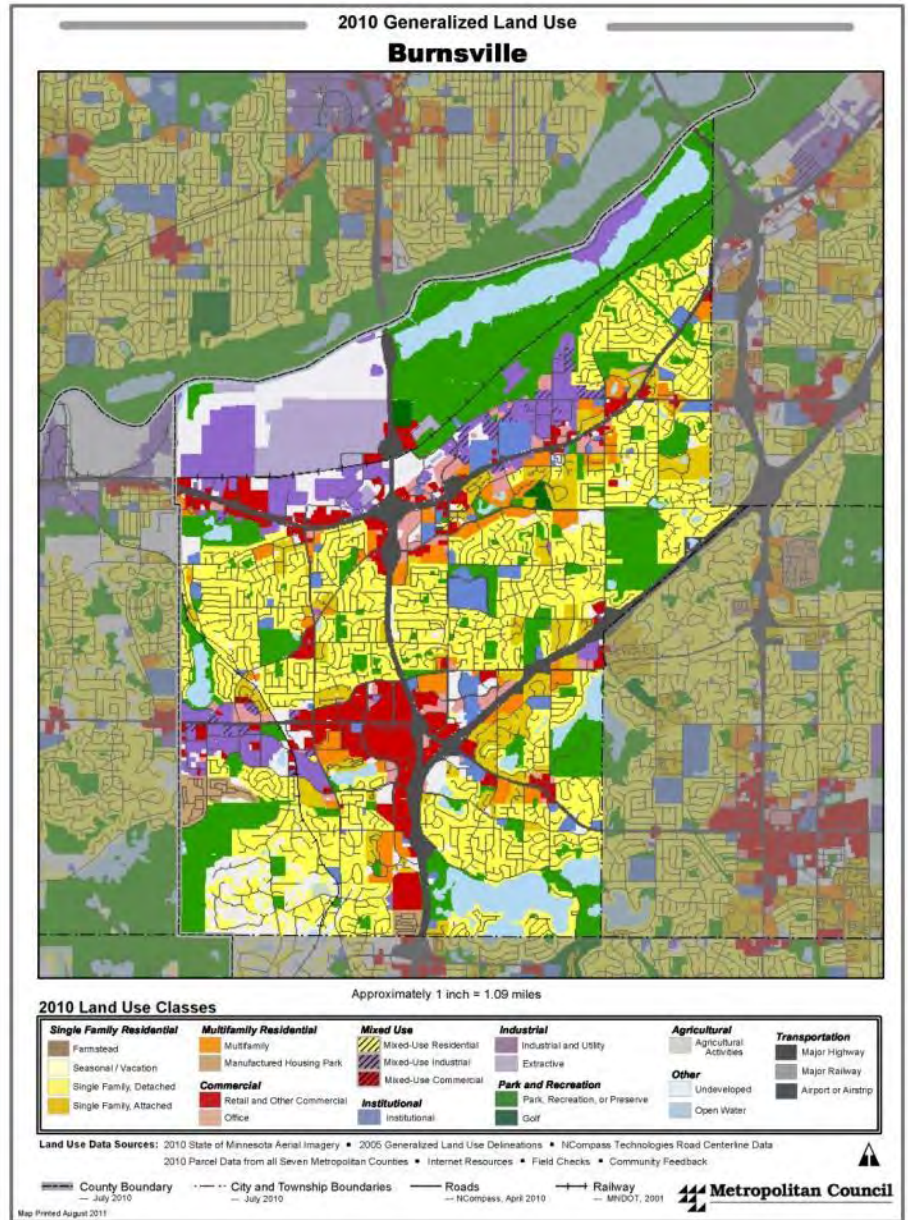 2010 Generalized Land Use
Burnsville
Approximately 1 inch = 1.09 miles
2010 Land Use Classes
Single Family Residential
Farmstead
Seasonal / Vacation
Single Family, Detached
Single Family, Attached
Multifamily Residential
Multifamily
Manufactured Housing Park
Commercial
Retail and Other Commercial
Office
Mixed Use
Mixed-Use Residential
Mixed-Use Industrial
Mixed-Use Commercial
Institutional
Institutional
Industrial
Industrial and Utility
Extractive
Park and Recreation
Park, Recreation, or Preserve
Golf
Agricultural
Agricultural
Activities
Other
Undeveloped
Open Water
Transportation
Major Highway
Major Railway
Airport or Airstrip
Land Use Data Sources: 2010 State of Minnesota Aerial Imagery ■ 2005 Generalized Land Use Delineations ■ NCompass Technologies Road Centerline Data
2010 Parcel Data from all Seven Metropolitan Counties ■ Internet Resources ■ Field Checks ■ Community Feedback
County Boundary
— July 2010
City and Township Boundaries
— July 2010
Roads
— NCompass, April 2010
Railway
— MNDOT, 2001
Metropolitan Council
Map Printed August 2011